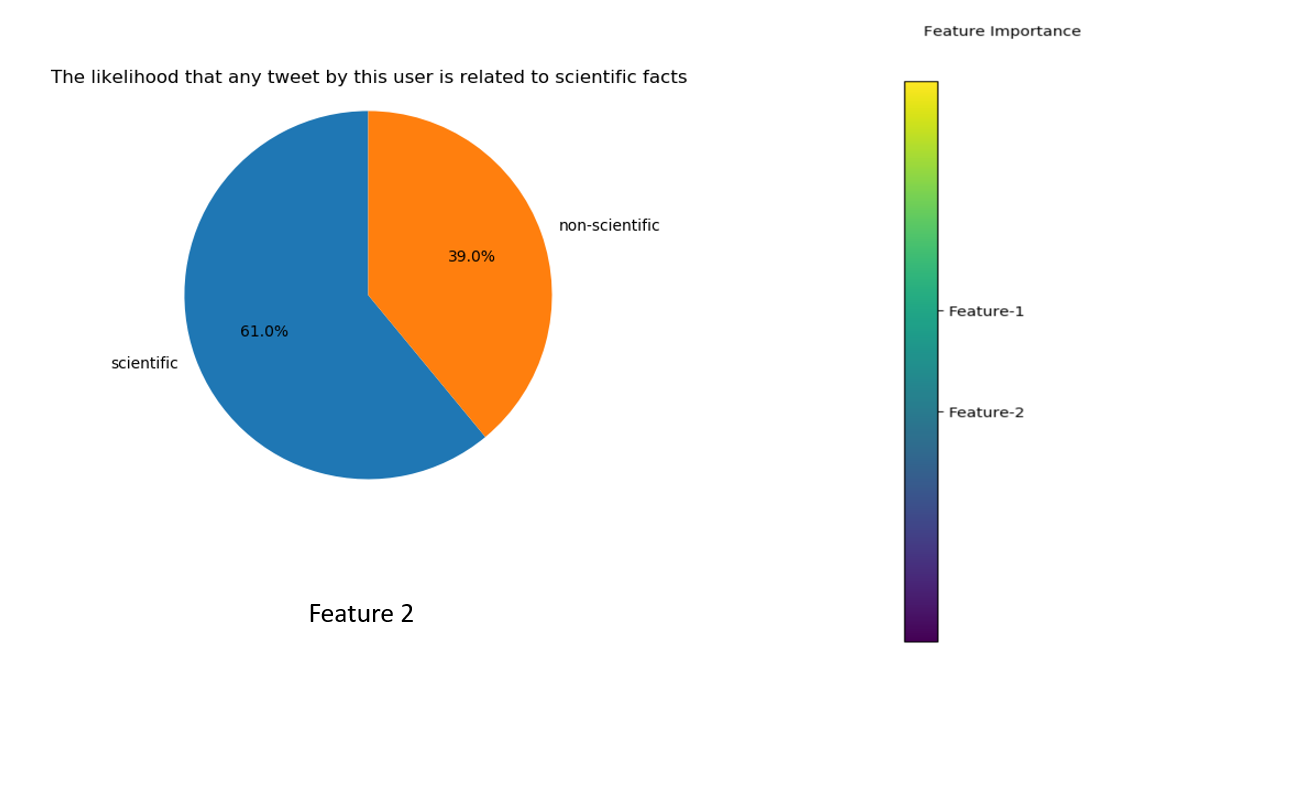 Feature Importance
The likelihood that any tweet by this user is related to scientific facts
non-scientific
39.0%
61.0%
scientific
Feature-1
Feature-2
Feature 2